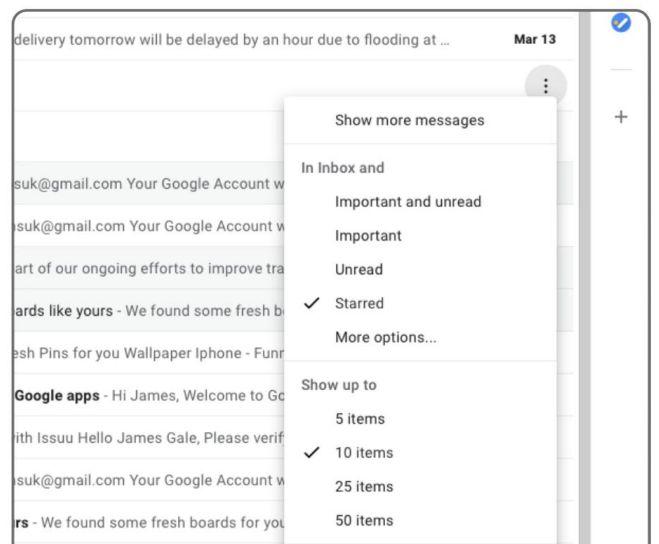 delivery tomorrow will be delayed by an hour due to flooding at ... Mar 13
Show more messages
In Inbox and
suk@gmail.com Your Google Account w
Important and unread
suk@gmail.com Your Google Account w
Important
art of our ongoing efforts to improve tra
Unread
ards like yours - We found some fresh b
Starred
More options...
esh Pins for you Wallpaper Iphone - Funn
Show up to
Google apps - Hi James, Welcome to Go
5 items
ith Issuu Hello James Gale, Please verif
10 items
suk@gmail.com Your Google Account w
25 items
rs - We found some fresh boards for you
50 items